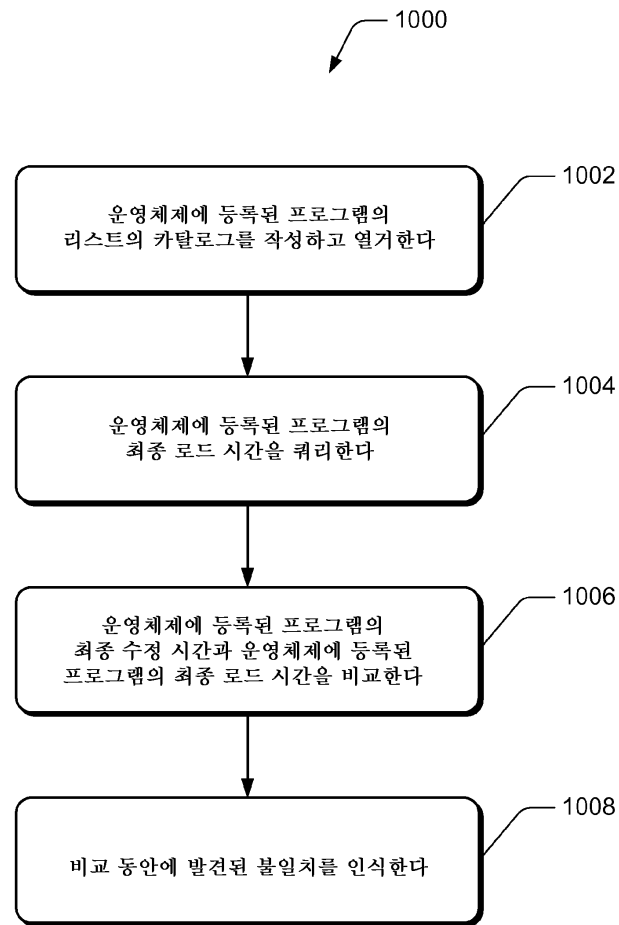 1000
1002
운영체제에 등록된 프로그램의
리스트의 카탈로그를 작성하고 열거한다
1004
운영체제에 등록된 프로그램의
최종 로드 시간을 쿼리한다
1006
운영체제에 등록된 프로그램의
최종 수정 시간과 운영체제에 등록된
프로그램의 최종 로드 시간을 비교한다
1008
비교 동안에 발견된 불일치를 인식한다